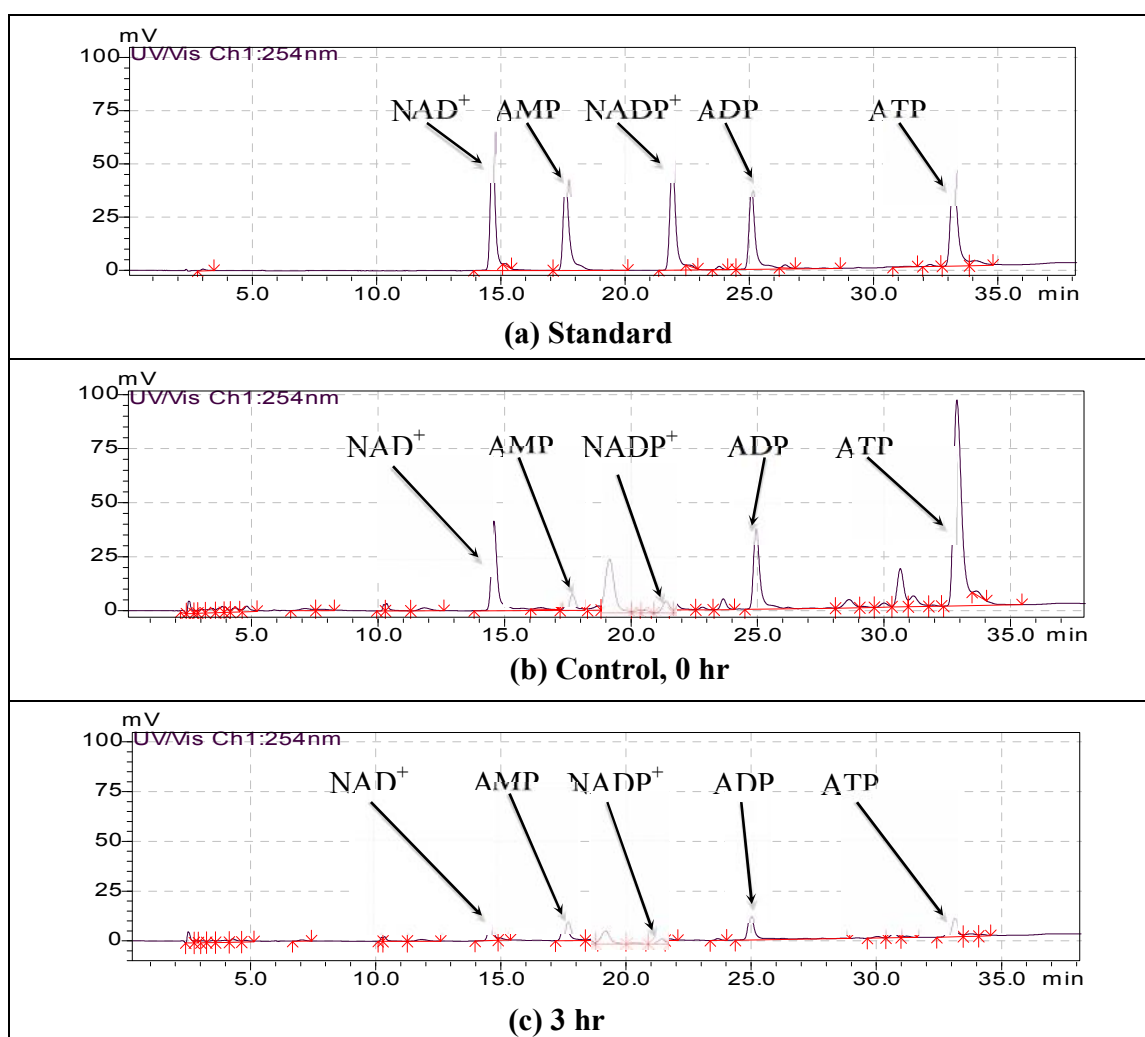 mV
UV/Vis Ch1:254nm
100
75
50
25
0
NAD⁺ AMP NADP⁺ ADP ATP
5.0 10.0 15.0 20.0 25.0 30.0 35.0 min
(a) Standard
mV
UV/Vis Ch1:254nm
100
75
50
25
0
NAD⁺ AMP NADP⁺ ADP ATP
5.0 10.0 15.0 20.0 25.0 30.0 35.0 min
(b) Control, 0 hr
mV
UV/Vis Ch1:254nm
100
75
50
25
0
NAD⁺ AMP NADP⁺ ADP ATP
5.0 10.0 15.0 20.0 25.0 30.0 35.0 min
(c) 3 hr